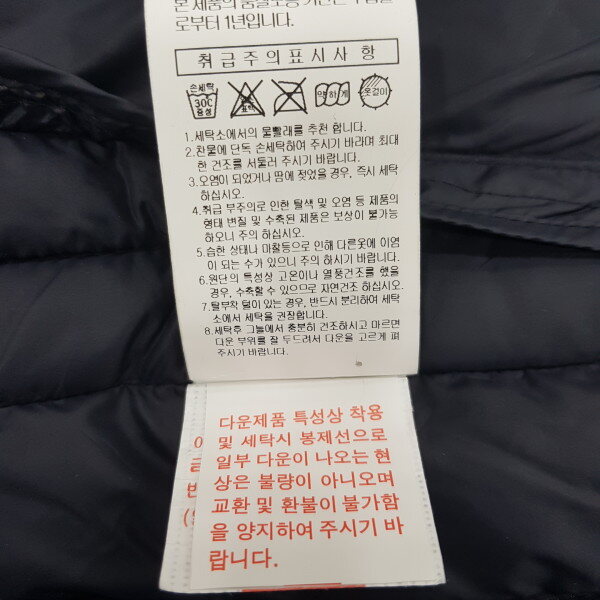 본 제품의 품질보증 기간은 구입일
로부터 1년입니다.
취급주의표시사항
손세탁
30C
중성
표백
약하게
옷걸이
1.세탁소에서의 물빨래를 추천 합니다.
2.찬물에 단독 손세탁하여 주시기 바라며 최대
한 건조를 서둘러 주시기 바랍니다.
3.오염이 되었거나 땀에 젖었을 경우, 즉시 세탁
하십시오.
4.취급 부주의로 인한 탈색 및 오염 등 제품의
형태 변질 및 수축된 제품은 보상이 불가능
하오니 주의 하십시오.
5.습한 상태나 마찰등으로 인해 다른옷에 이염
이 되는 수가 있으니 주의 하시기 바랍니다.
6.원단의 특성상 고온이나 열풍건조를 했을
경우, 수축할 수 있으므로 자연건조 하십시오.
7.탈부착 털이 있는 경우, 반드시 분리하여 세탁
소에서 세탁을 권장합니다.
8.세탁후 그늘에서 충분히 건조하시고 마르면
다운 부위를 잘 두드려서 다운을 고르게 펴
주시기 바랍니다.
다운제품 특성상 착용
및 세탁시 봉제선으로
일부 다운이 나오는 현
상은 불량이 아니오며
교환 및 환불이 불가함
을 양지하여 주시기 바
랍니다.